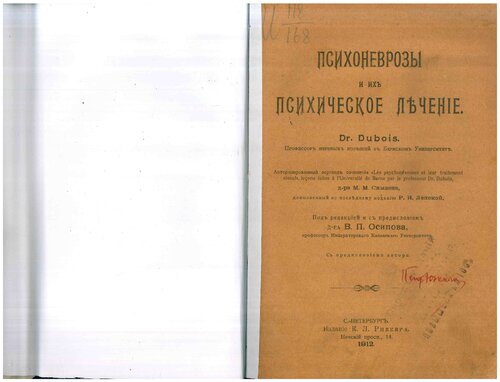 118
168
ПСИХОНЕВРОЗЫ
И ИХЪ
ПСИХИЧЕСКОЕ ЛѢЧЕНІЕ.
Dr. Dubois.
Профессоръ нервныхъ болѣзней въ Бернскомъ Университетѣ.
Авторизированный переводъ сочиненія «Les psychonévroses et leur traitement
moral, leçons faites à l'Université de Berne par le professeur Dr. Dubois,
д-ра М. М.
дополненный по послѣднему изданію Р. И.
Подъ редакціей и съ предисловіемъ
д-ра В. П. Осипова,
профессора Императорскаго Казанскаго Университета.
Съ предисловіемъ автора.
С.-ПЕТЕРБУРГЪ.
Изданіе К. Л. Риккера.
Невскій просп., 14.
1912.